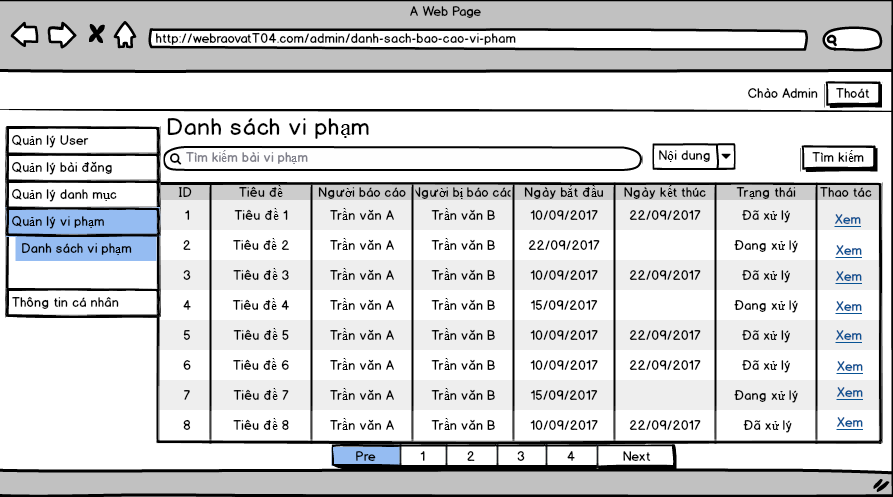 A Web Page
http://webraovatT04.com/admin/danh-sach-bao-cao-vi-pham
Chào Admin Thoát
Danh sách vi phạm
Tìm kiếm bài vi phạm Nội dung Tìm kiếm
Quản lý User
Quản lý bài đăng
Quản lý danh mục
Quản lý vi phạm
Danh sách vi phạm
Thông tin cá nhân
ID Tiêu đề Người báo cáo Người bị báo cáo Ngày bắt đầu Ngày kết thúc Trạng thái Thao tác
1 Tiêu đề 1 Trần văn A Trần văn B 10/09/2017 22/09/2017 Đã xử lý Xem
2 Tiêu đề 2 Trần văn A Trần văn B 22/09/2017 Đang xử lý Xem
3 Tiêu đề 3 Trần văn A Trần văn B 10/09/2017 22/09/2017 Đã xử lý Xem
4 Tiêu đề 4 Trần văn A Trần văn B 15/09/2017 Đang xử lý Xem
5 Tiêu đề 5 Trần văn A Trần văn B 10/09/2017 22/09/2017 Đã xử lý Xem
6 Tiêu đề 6 Trần văn A Trần văn B 10/09/2017 22/09/2017 Đã xử lý Xem
7 Tiêu đề 7 Trần văn A Trần văn B 15/09/2017 Đang xử lý Xem
8 Tiêu đề 8 Trần văn A Trần văn B 10/09/2017 22/09/2017 Đã xử lý Xem
Pre 1 2 3 4 Next